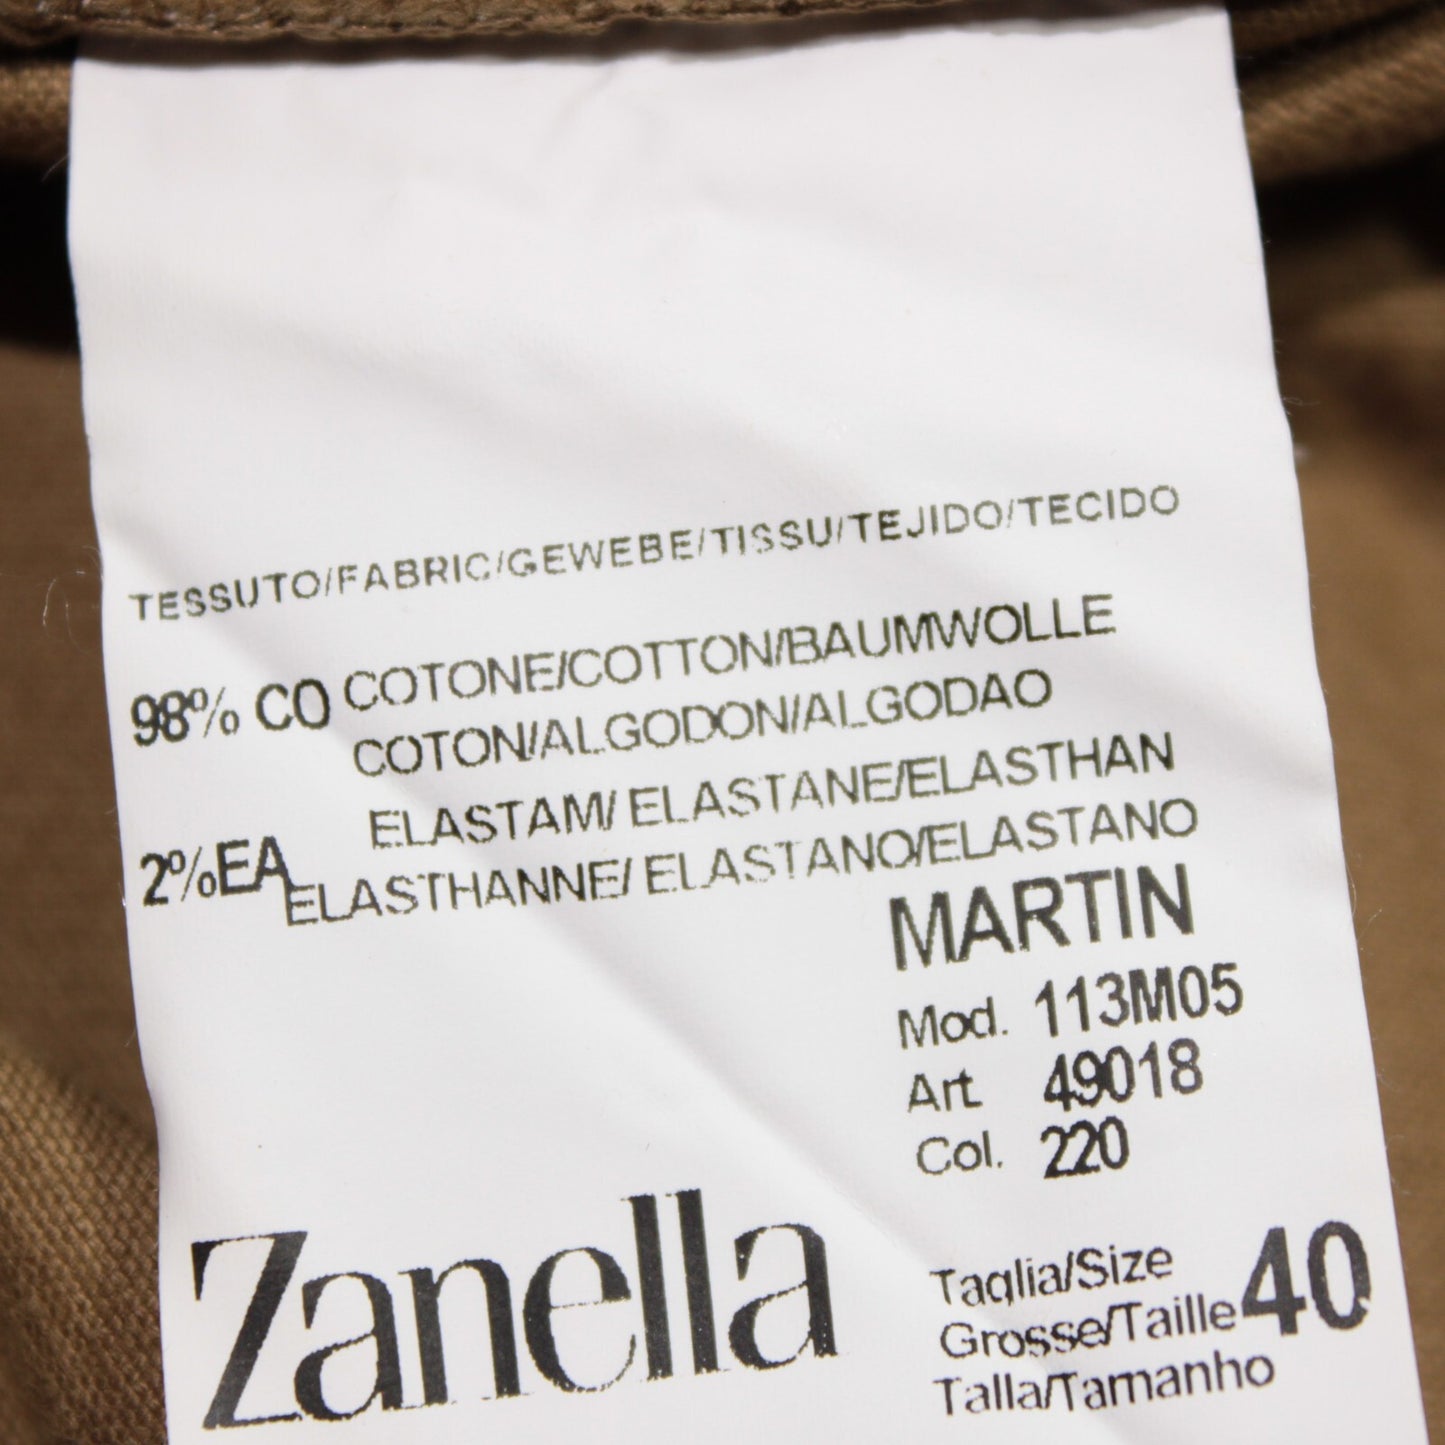 TESSUTO/FABRIC/GEWEBE/TISSU/TEJIDO/TECIDO
98% CO COTONE/COTTON/BAUMWOLLE
COTON/ALGODON/ALGODAO
ELASTAM/ ELASTANE/ELASTHAN
2%EA ELASTHANNE/ ELASTANO/ELASTANO
MARTIN
Mod. 113M05
Art. 49018
Col. 220
Zanella
Taglia/Size
Grosse/Taille 40
Talla/Tamanho